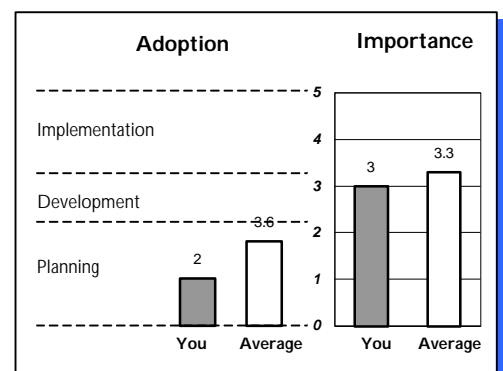 Adoption
Importance
5
Implementation
4
3.3
3
3
Development
3.6
2
Planning
2
1
0
You Average
You Average